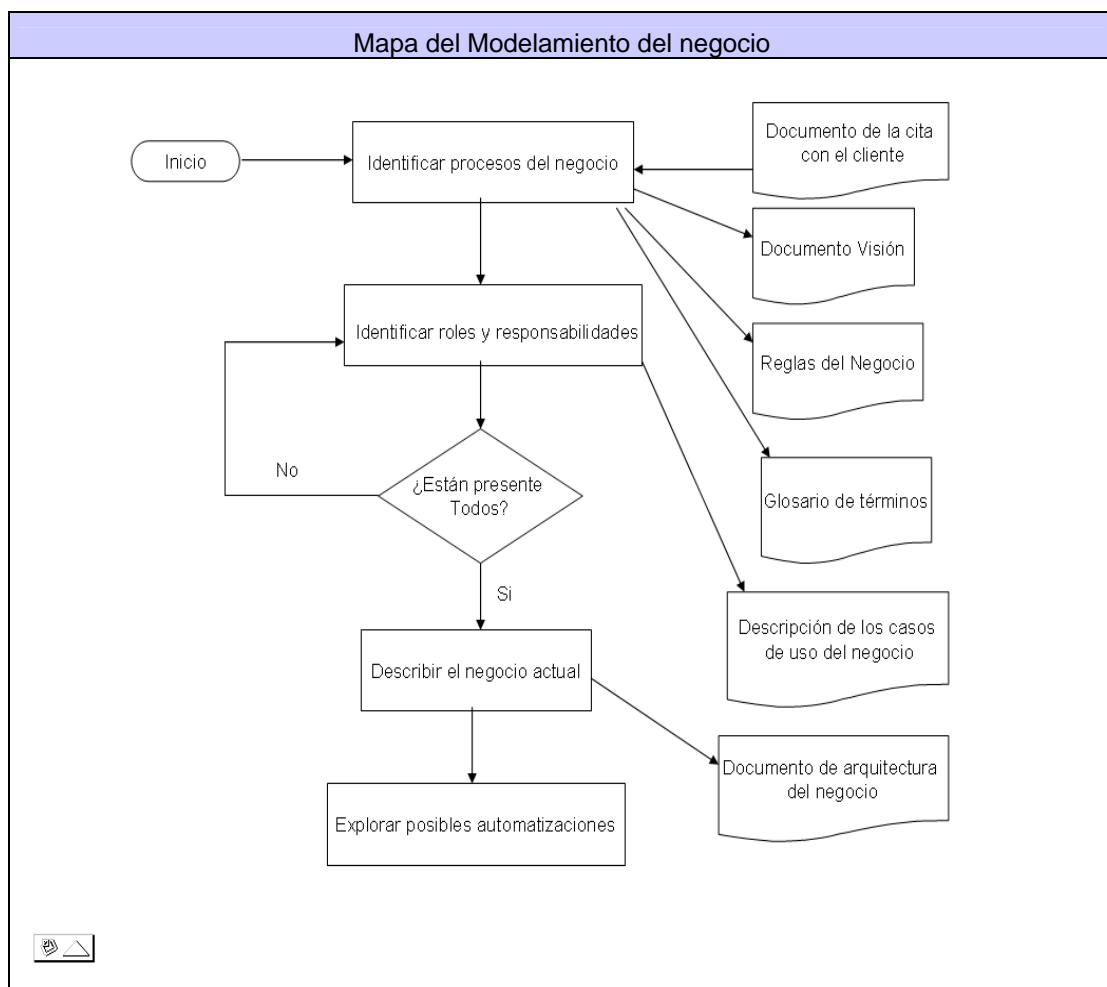 Mapa del Modelamiento del negocio
Inicio
Identificar procesos del negocio
Documento de la cita
con el cliente
Documento Visión
Identificar roles y responsabilidades
Reglas del Negocio
No
¿Están presente
Todos?
Glosario de términos
Si
Descripción de los casos
de uso del negocio
Describir el negocio actual
Documento de arquitectura
del negocio
Explorar posibles automatizaciones